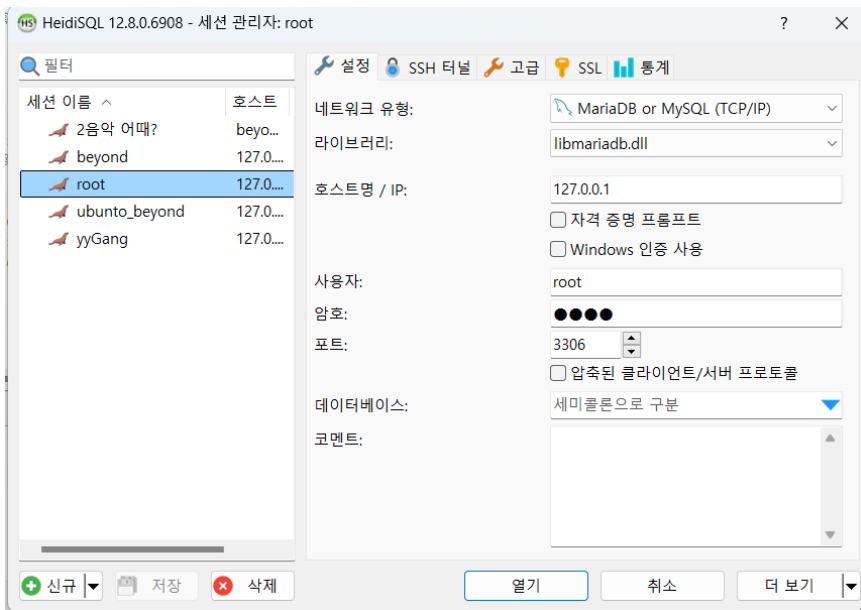 HeidiSQL 12.8.0.6908 - 세션 관리자: root
필터
세션 이름 호스트
2음악 어때? beyo...
beyond 127.0....
root 127.0....
ubunto_beyond 127.0....
yyGang 127.0....
신규 저장 삭제
설정 SSH 터널 고급 SSL 통계
네트워크 유형: MariaDB or MySQL (TCP/IP)
라이브러리: libmariadb.dll
호스트명 / IP: 127.0.0.1
자격 증명 프롬프트
Windows 인증 사용
사용자: root
암호: ●●●●
포트: 3306
압축된 클라이언트/서버 프로토콜
데이터베이스: 세미콜론으로 구분
코멘트:
열기 취소 더 보기